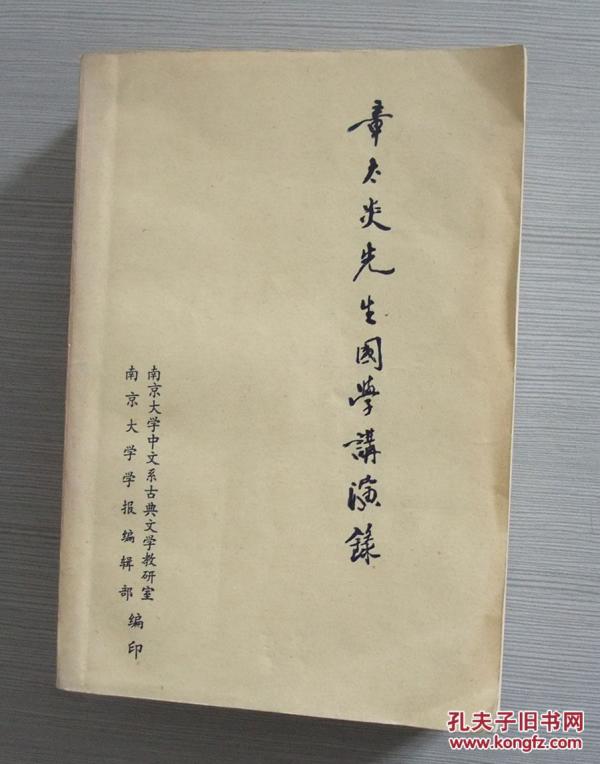 章太炎先生國學講演錄
南京大学中文系古典文学教研室
南京大学学报编辑部编印
孔夫子旧书网
www.kongfz.com